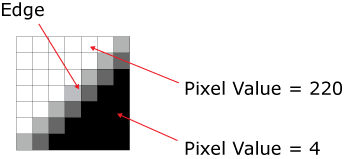 Edge
Pixel Value = 220
Pixel Value = 4